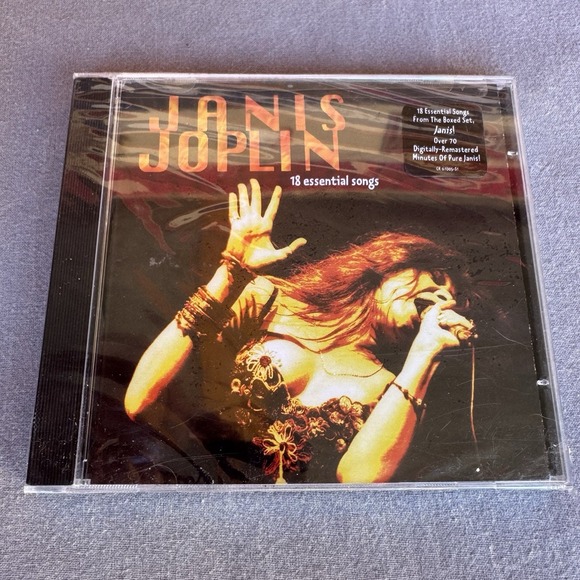 JANIS
JOPLIN
18 essential songs
18 Essential Songs
From The Boxed Set,
Janis!
Over 70
Digitally-Remastered
Minutes Of Pure Janis!